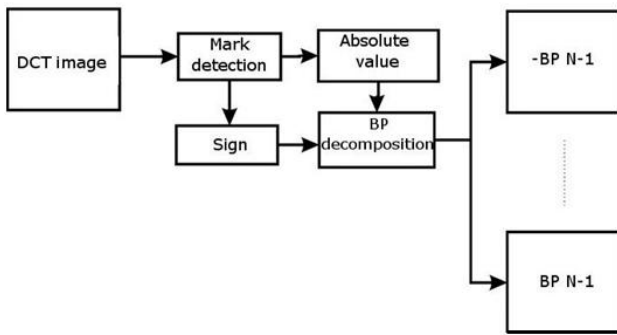 DCT image
Mark
detection
Absolute
value
Sign
BP
decomposition
-BP N-1
BP N-1